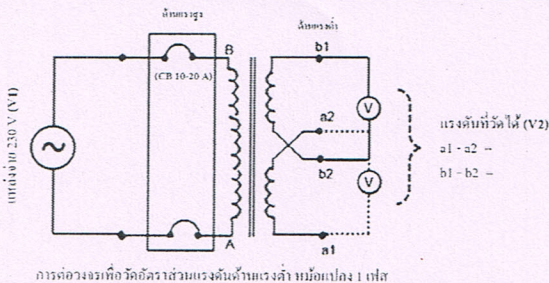 ด้านแรงสูง
ด้านแรงต่ำ
แหล่งจ่าย 230 V (V1)
B
(CB 10-20 A)
A
b1
V
a2
b2
V
a1
แรงดันที่วัดได้ (V2)
a1 - a2 =
b1 - b2 =
การต่อวงจรเพื่อวัดอัตราส่วนแรงดันด้านแรงต่ำ หม้อแปลง 1 เฟส